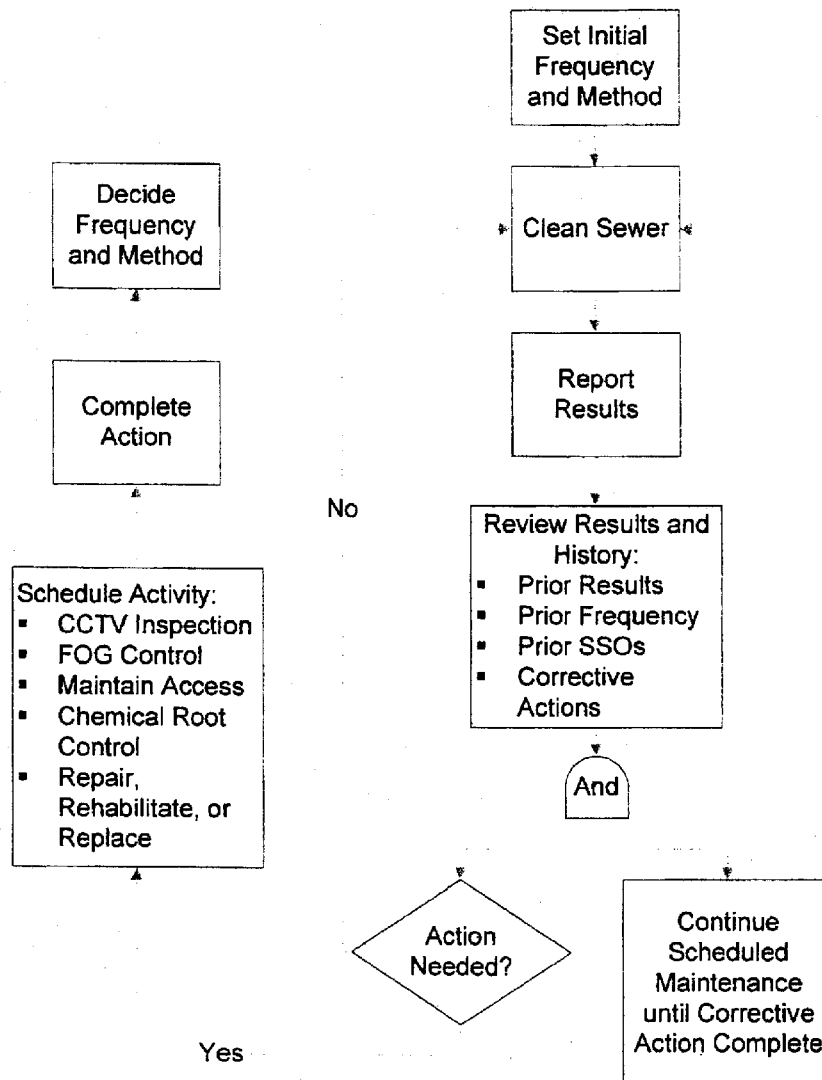 Set Initial
Frequency
and Method
Decide
Frequency
and Method
Clean Sewer
Report
Results
Complete
Action
No
Review Results and
History:
▪ Prior Results
▪ Prior Frequency
▪ Prior SSOs
▪ Corrective
Actions
Schedule Activity:
▪ CCTV Inspection
▪ FOG Control
▪ Maintain Access
▪ Chemical Root
Control
▪ Repair,
Rehabilitate, or
Replace
And
Action
Needed?
Continue
Scheduled
Maintenance
until Corrective
Action Complete
Yes